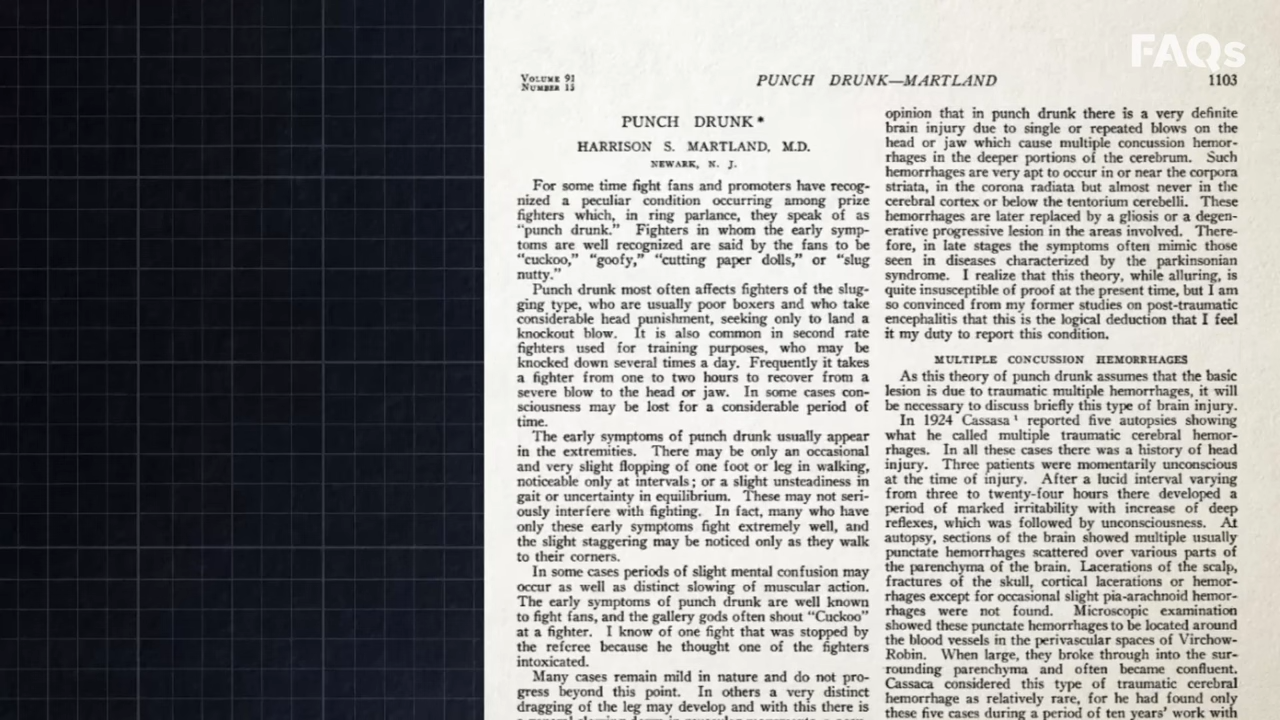 FAQs
VOLUME 91
NUMBER 13
PUNCH DRUNK—MARTLAND
1103
PUNCH DRUNK *
HARRISON S. MARTLAND, M.D.
NEWARK, N. J.
For some time fight fans and promoters have recog-
nized a peculiar condition occurring among prize
fighters which, in ring parlance, they speak of as
“punch drunk.” Fighters in whom the early symp-
toms are well recognized are said by the fans to be
“cuckoo,” “goofy,” “cutting paper dolls,” or “slug
nutty.”
Punch drunk most often affects fighters of the slug-
ging type, who are usually poor boxers and who take
considerable head punishment, seeking only to land a
knockout blow. It is also common in second rate
fighters used for training purposes, who may be
knocked down several times a day. Frequently it takes
a fighter from one to two hours to recover from a
severe blow to the head or jaw. In some cases con-
sciousness may be lost for a considerable period of
time.
The early symptoms of punch drunk usually appear
in the extremities. There may be only an occasional
and very slight flopping of one foot or leg in walking,
noticeable only at intervals; or a slight unsteadiness in
gait or uncertainty in equilibrium. These may not seri-
ously interfere with fighting. In fact, many who have
only these early symptoms fight extremely well, and
the slight staggering may be noticed only as they walk
to their corners.
In some cases periods of slight mental confusion may
occur as well as distinct slowing of muscular action.
The early symptoms of punch drunk are well known
to fight fans, and the gallery gods often shout “Cuckoo”
at a fighter. I know of one fight that was stopped by
the referee because he thought one of the fighters
intoxicated.
Many cases remain mild in nature and do not pro-
gress beyond this point. In others a very distinct
dragging of the leg may develop and with this there is
opinion that in punch drunk there is a very definite
brain injury due to single or repeated blows on the
head or jaw which cause multiple concussion hemor-
rhages in the deeper portions of the cerebrum. Such
hemorrhages are very apt to occur in or near the corpora
striata, in the corona radiata but almost never in the
cerebral cortex or below the tentorium cerebelli. These
hemorrhages are later replaced by a gliosis or a degen-
erative progressive lesion in the areas involved. There-
fore, in late stages the symptoms often mimic those
seen in diseases characterized by the parkinsonian
syndrome. I realize that this theory, while alluring, is
quite insusceptible of proof at the present time, but I am
so convinced from my former studies on post-traumatic
encephalitis that this is the logical deduction that I feel
it my duty to report this condition.
MULTIPLE CONCUSSION HEMORRHAGES
As this theory of punch drunk assumes that the basic
lesion is due to traumatic multiple hemorrhages, it will
be necessary to discuss briefly this type of brain injury.
In 1924 Cassasa ¹ reported five autopsies showing
what he called multiple traumatic cerebral hemor-
rhages. In all these cases there was a history of head
injury. Three patients were momentarily unconscious
at the time of injury. After a lucid interval varying
from three to twenty-four hours there developed a
period of marked irritability with increase of deep
reflexes, which was followed by unconsciousness. At
autopsy, sections of the brain showed multiple usually
punctate hemorrhages scattered over various parts of
the parenchyma of the brain. Lacerations of the scalp,
fractures of the skull, cortical lacerations or hemor-
rhages except for occasional slight pia-arachnoid hemor-
rhages were not found. Microscopic examination
showed these punctate hemorrhages to be located around
the blood vessels in the perivascular spaces of Virchow-
Robin. When large, they broke through into the sur-
rounding parenchyma and often became confluent.
Cassaca considered this type of traumatic cerebral
hemorrhage as relatively rare, for he had found only
these five cases during a period of ten years’ work with